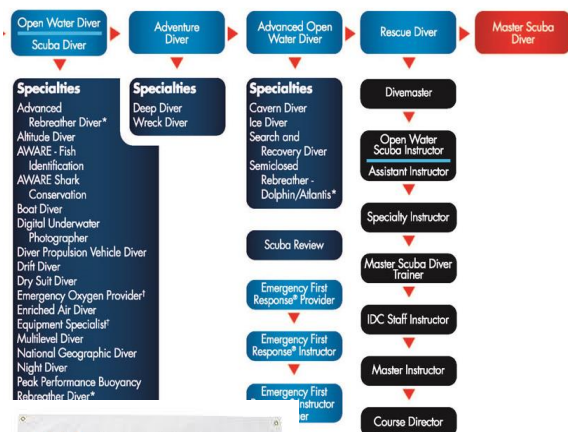 Open Water Diver
Scuba Diver
Adventure
Diver
Advanced Open
Water Diver
Rescue Diver
Master Scuba
Diver
Specialties
Advanced
Rebreather Diver*
Altitude Diver
AWARE - Fish
Identification
AWARE Shark
Conservation
Boat Diver
Digital Underwater
Photographer
Diver Propulsion Vehicle Diver
Drift Diver
Dry Suit Diver
Emergency Oxygen Provider†
Enriched Air Diver
Equipment Specialist†
Multilevel Diver
National Geographic Diver
Night Diver
Peak Performance Buoyancy
Rebreather Diver*
Specialties
Deep Diver
Wreck Diver
Specialties
Cavern Diver
Ice Diver
Search and
Recovery Diver
Semiclosed
Rebreather -
Dolphin/Atlantis*
Scuba Review
Emergency First
Response® Provider
Emergency First
Response® Instructor
Emergency First
Instructor
Divemaster
Open Water
Scuba Instructor
Assistant Instructor
Specialty Instructor
Master Scuba Diver
Trainer
IDC Staff Instructor
Master Instructor
Course Director